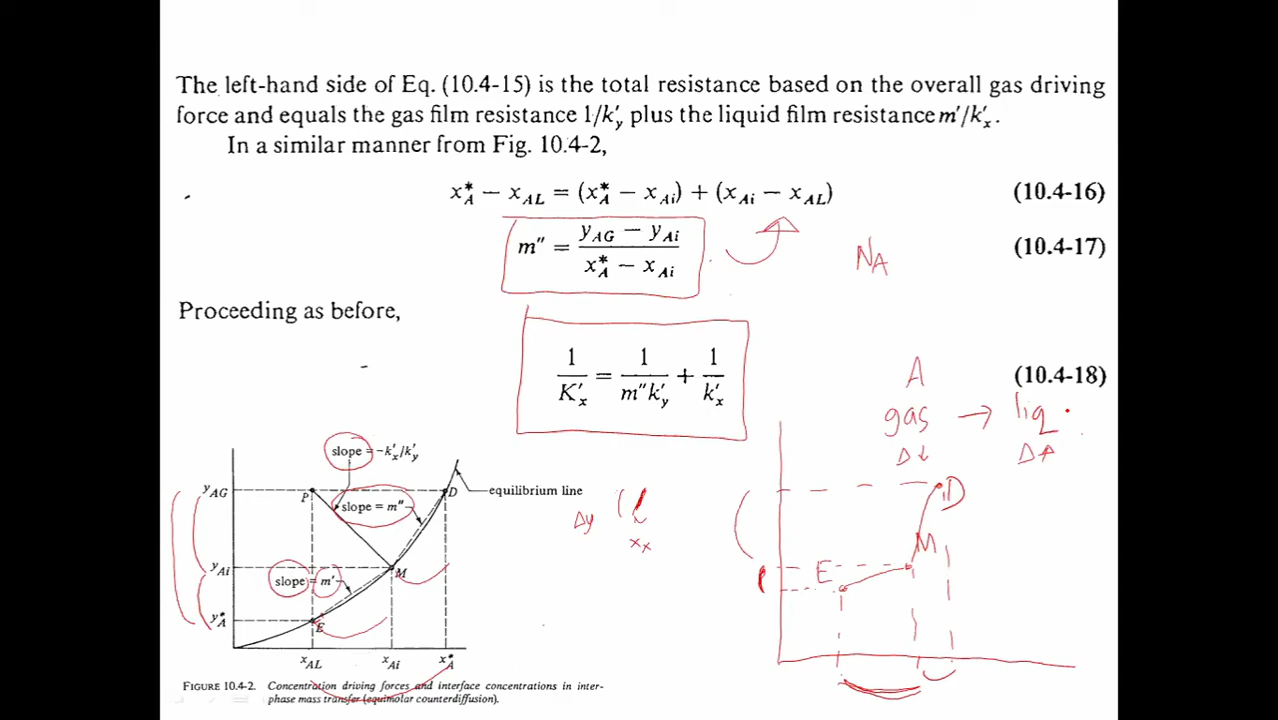 The left-hand side of Eq. (10.4-15) is the total resistance based on the overall gas driving
force and equals the gas film resistance 1/k′y plus the liquid film resistance m′/k′x.
In a similar manner from Fig. 10.4-2,
x*A − xAL = (x*A − xAi) + (xAi − xAL) (10.4-16)
m″ = (yAG − yAi) / (x*A − xAi) (10.4-17)
NA
Proceeding as before,
1/K′x = 1/(m″k′y) + 1/k′x (10.4-18)
A
gas → liq
slope = −k′x/k′y
yAG
P
D
equilibrium line
slope = m″
Δy
D
yAi
M
M
slope = m′
E
y*A
E
xAL xAi x*A
FIGURE 10.4-2. Concentration driving forces and interface concentrations in inter-
phase mass transfer (equimolar counterdiffusion).